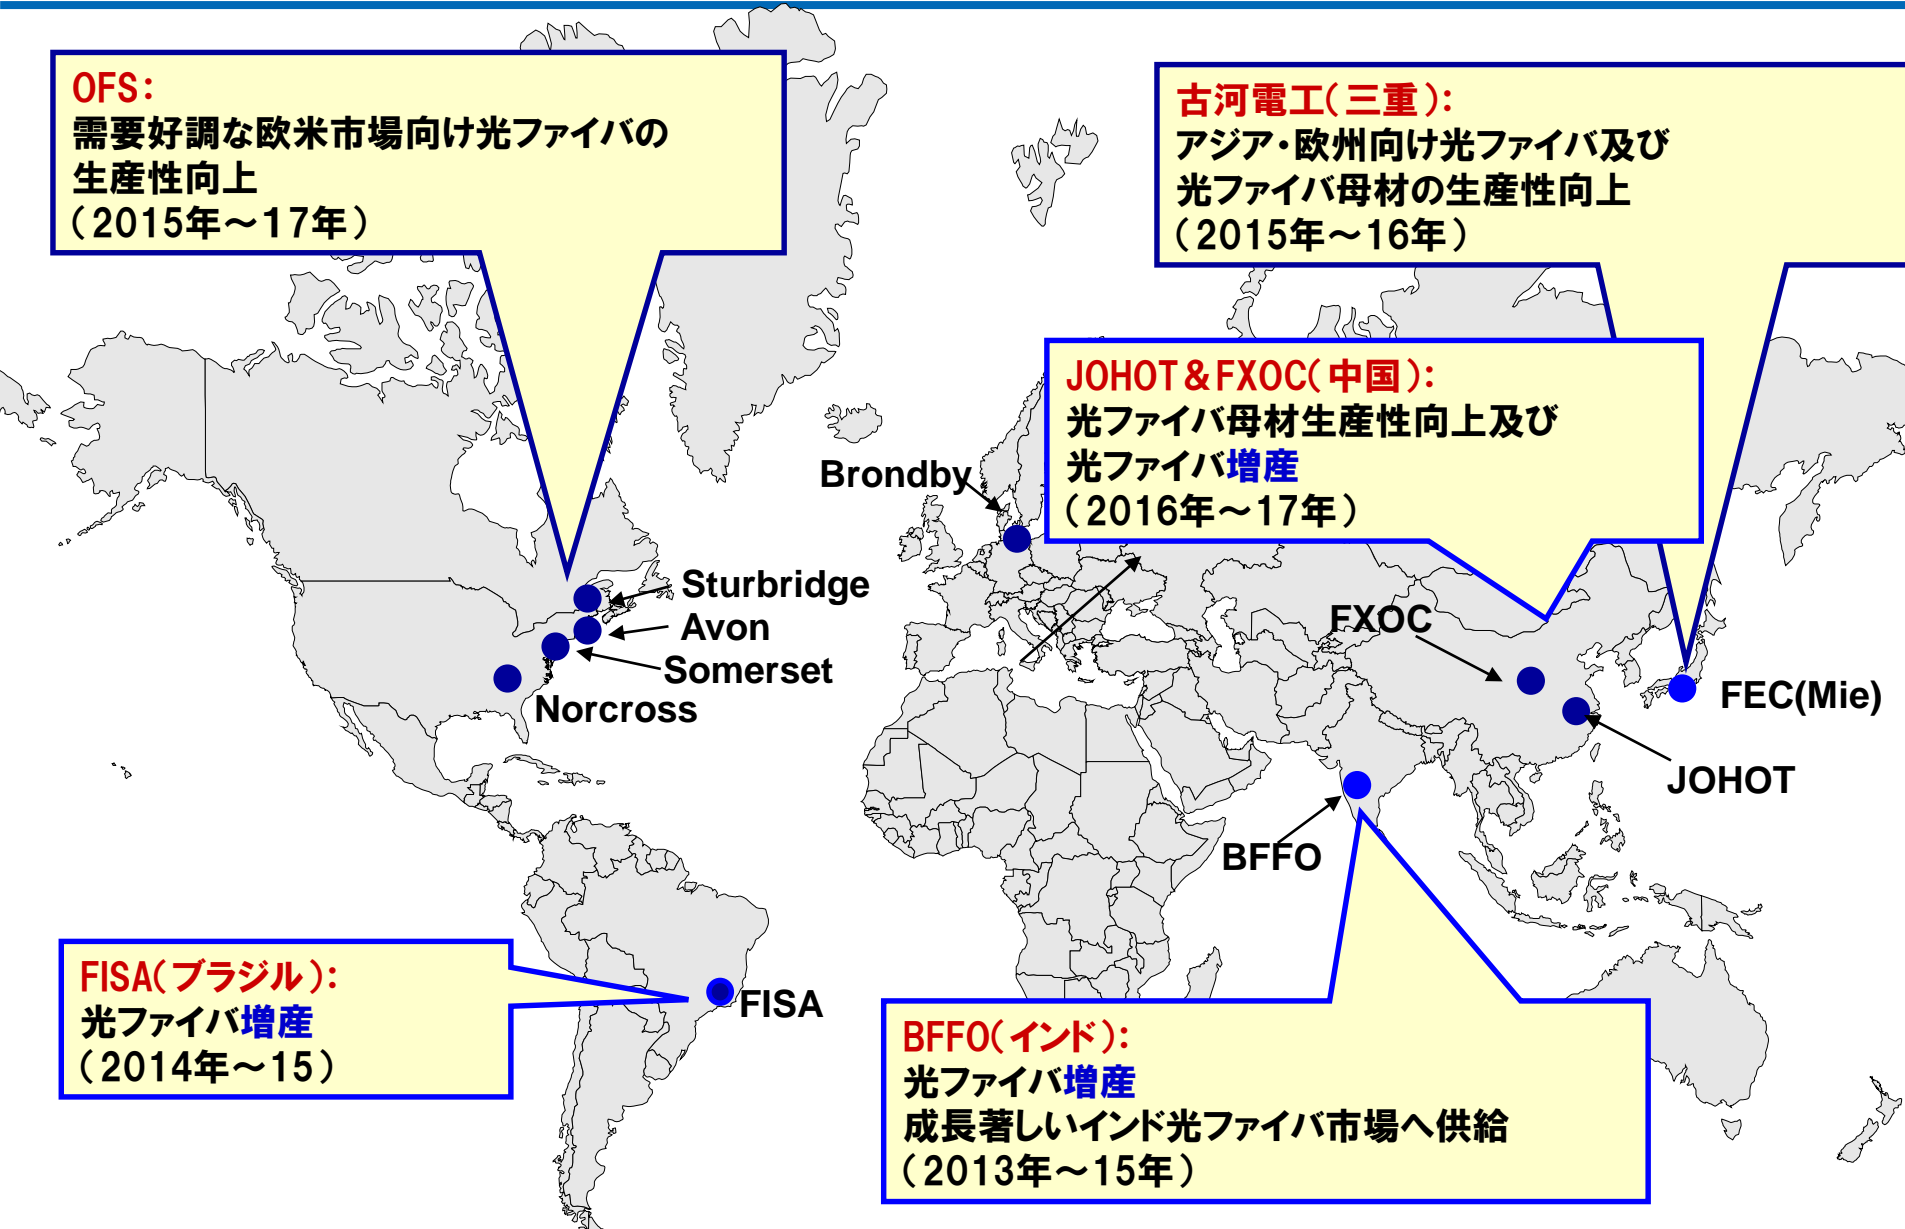 OFS:
需要好調な欧米市場向け光ファイバの
生産性向上
(2015年～17年)
古河電工(三重):
アジア・欧州向け光ファイバ及び
光ファイバ母材の生産性向上
(2015年～16年)
JOHOT&FXOC(中国):
光ファイバ母材生産性向上及び
光ファイバ増産
(2016年～17年)
Brondby
Sturbridge
Avon
Somerset
Norcross
FXOC
FEC(Mie)
JOHOT
BFFO
FISA(ブラジル):
光ファイバ増産
(2014年～15)
FISA
BFFO(インド):
光ファイバ増産
成長著しいインド光ファイバ市場へ供給
(2013年～15年)